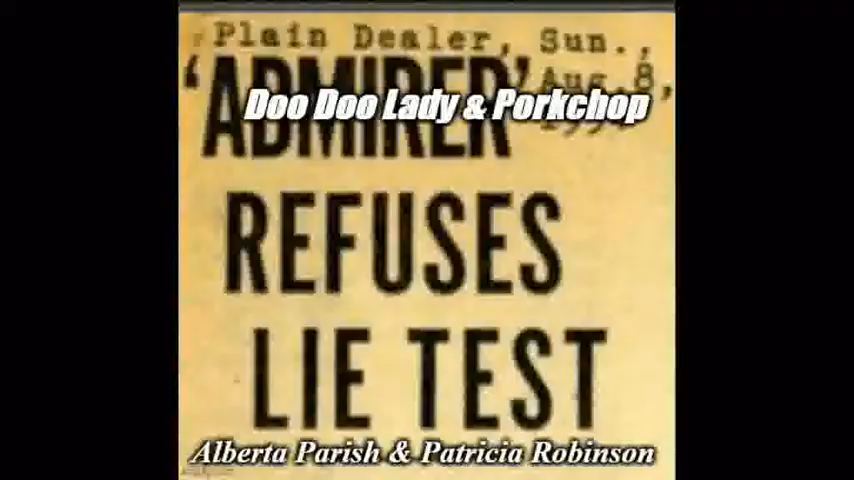 Plain Dealer, Sun.,
'ADMIRER' Aug. 8,
Doo Doo Lady & Porkchop
REFUSES
LIE TEST
Alberta Parish & Patricia Robinson